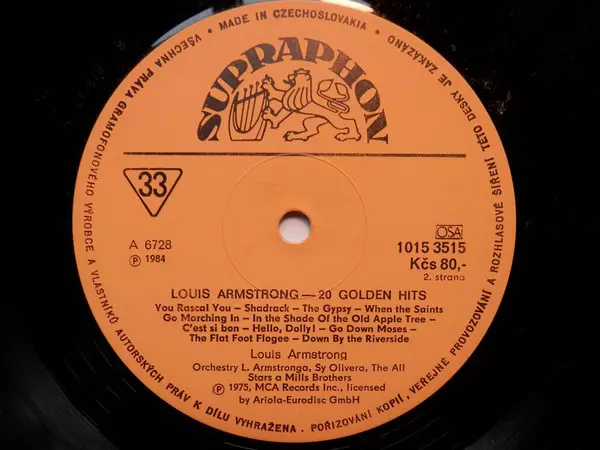 MADE IN CZECHOSLOVAKIA • VŠECHNA PRÁVA GRAMOFONOVÉHO VÝROBCE A VLASTNÍKŮ AUTORSKÝCH PRÁV K DÍLU VYHRAŽENA. POŘIZOVÁNÍ KOPIÍ, VEŘEJNÉ PROVOZOVÁNÍ A ROZHLASOVÉ ŠÍŘENÍ TÉTO DESKY JE ZAKÁZÁNO •
SUPRAPHON
33
OSA
A 6728
1015 3515
Ⓟ 1984
Kčs 80,-
2. strana
LOUIS ARMSTRONG — 20 GOLDEN HITS
You Rascal You – Shadrack – The Gypsy – When the Saints
Go Marching In – In the Shade of the Old Apple Tree –
C'est si bon – Hello, Dolly! – Go Down Moses –
The Flat Foot Flogee – Down By the Riverside
Louis Armstrong
Orchestry L. Armstronga, Sy Olivera, The All
Stars a Mills Brothers
Ⓟ 1975, MCA Records Inc., licensed
by Ariola-Eurodisc GmbH